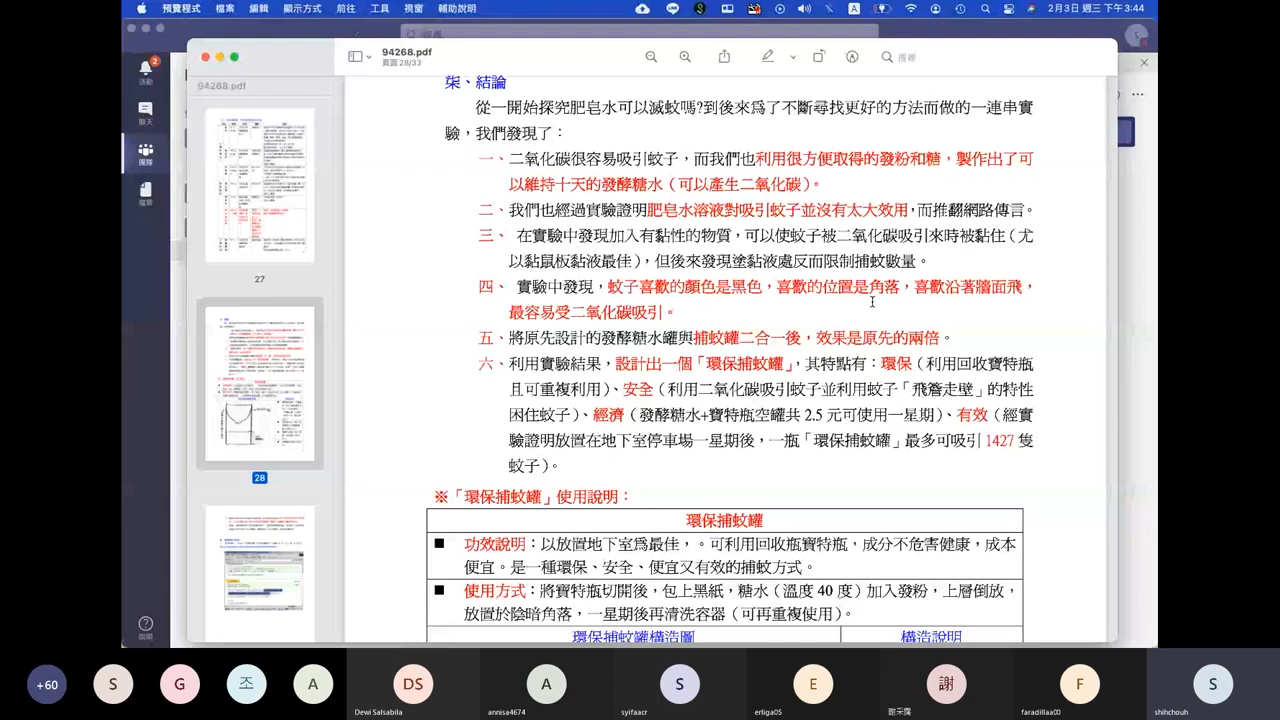 預覽程式 檔案 編輯 顯示方式 前往 工具 視窗 輔助說明
A
2月3日 週三 下午 3:44
94268.pdf
頁面 28/33
搜尋
94268.pdf
2
活動
聊天
團隊
檔案
說明
27
28
柒、結論
從一開始探究肥皂水可以滅蚊嗎?到後來為了不斷尋找更好的方法而做的一連串實
驗，我們發現了：
一、二氧化碳很容易吸引蚊子，而我們也利用很方便取得的發粉和糖，製作出了可
以維持十天的發酵糖水（可以產生二氧化碳）。
二、我們也經過實驗證明肥皂水溶液對吸引蚊子並沒有太大效用，而推翻網路傳言。
三、 在實驗中發現加入有黏性的物質，可以使蚊子被二氧化碳吸引來時被黏住（尤
以黏鼠板黏液最佳），但後來發現塗黏液處反而限制捕蚊數量。
四、 實驗中發現，蚊子喜歡的顏色是黑色，喜歡的位置是角落，喜歡沿著牆面飛，
最容易受二氧化碳吸引。
五、將原先設計的發酵糖水罐與捕蚊罐二合一後，效果是原先的兩倍。
六、利用實驗結果，設計出「環保捕蚊罐」，其特點有：環保（利用回收寶特瓶
、可重複利用）、安全（以二氧化碳吸引蚊子並利用蚊子「飛簷走壁」的特性
困住蚊子）、經濟（發酵糖水+寶特瓶空罐共 2.5 元可使用一星期）、有效（經實
驗證明放置在地下室停車場一星期後，一瓶「環保捕蚊罐」最多可吸引 1427 隻
蚊子）。
※「環保捕蚊罐」使用說明：
環保捕蚊罐
■ 功效說明：以放置地下室為最佳，可利用回收瓶寶特瓶，成分不危害健康，成本
便宜。是一種環保、安全、便宜又有效的捕蚊方式。
■ 使用方式：將寶特瓶切開後，包上黑紙，糖水（溫度 40 度）加入發粉，上層倒放，
放置於陰暗角落，一星期後再清洗容器（可再重複使用）。
環保捕蚊罐構造圖 構造說明
+60 S G 조 A DS A S E 謝 F S
Dewi Salsabila annisa4674 syifaacr erliga05 faradillaa00 shihchouh